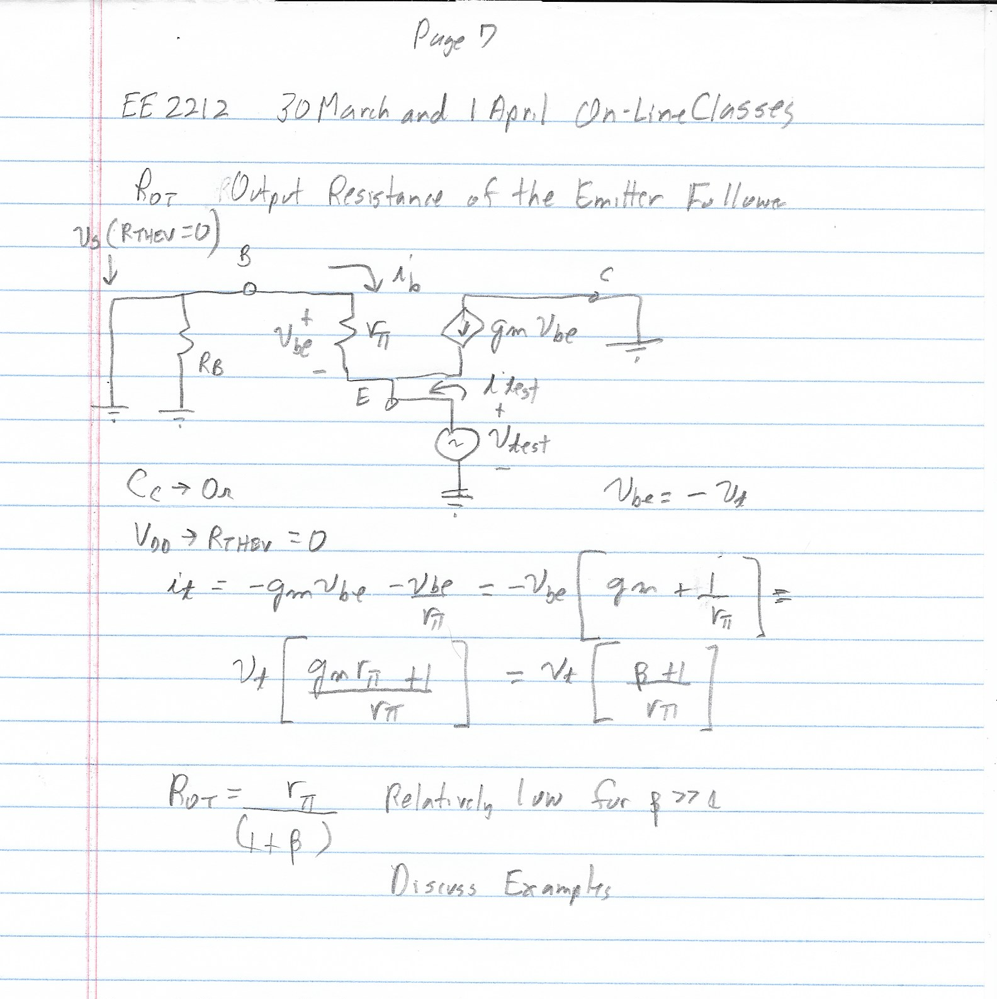 Page 7
EE 2212 30 March and 1 April On-Line Classes
R_OT Output Resistance of the Emitter Follower
v_s (R_THEV = 0)
B
i_b
C
+
v_be
-
r_π
g_m v_be
R_B
E
i_test
+
v_test
-
C_C → 0Ω
v_be = - v_t
V_DD → R_THEV = 0
i_t = -g_m v_be - v_be/r_π = -v_be [ g_m + 1/r_π ] =
v_t [ (g_m r_π + 1)/r_π ] = v_t [ (β + 1)/r_π ]
R_OT = r_π/(1+β) Relatively low for β >> 1
Discuss Examples